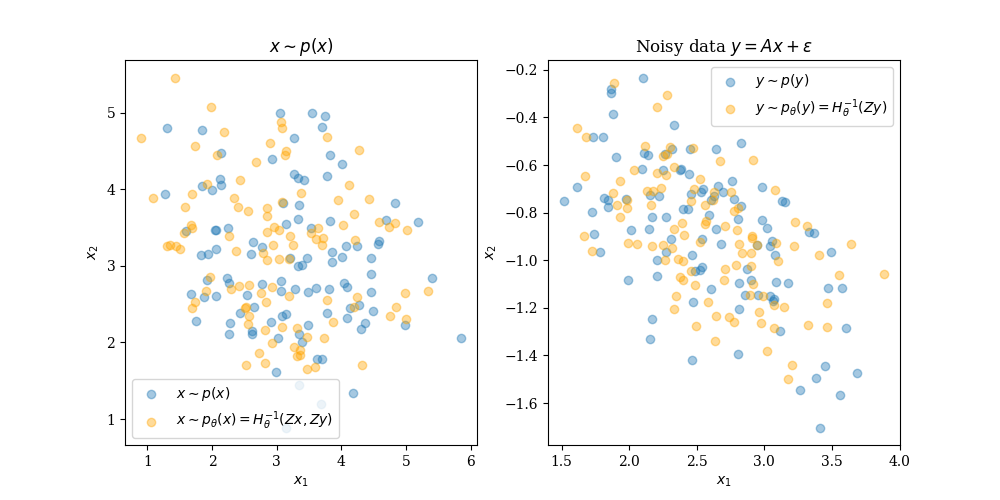 x ∼ p(x)
5
4
3
2
1
x₂
x ∼ p(x)
x ∼ p_θ(x) = H_θ⁻¹(Zx, Zy)
1 2 3 4 5 6
x₁
Noisy data y = Ax + ε
−0.2
−0.4
−0.6
−0.8
−1.0
−1.2
−1.4
−1.6
x₂
y ∼ p(y)
y ∼ p_θ(y) = H_θ⁻¹(Zy)
1.5 2.0 2.5 3.0 3.5 4.0
x₁